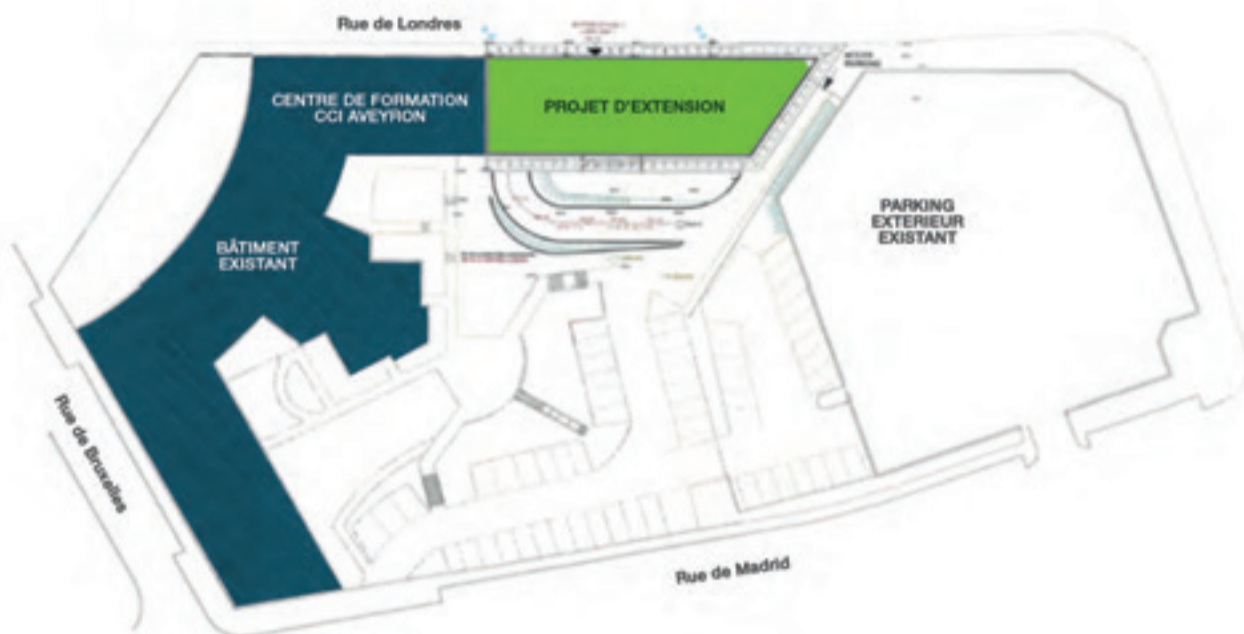 Rue de Londres
CENTRE DE FORMATION
CCI AVEYRON
PROJET D'EXTENSION
PARKING
EXTERIEUR
EXISTANT
BÂTIMENT
EXISTANT
Rue de Bruxelles
Rue de Madrid